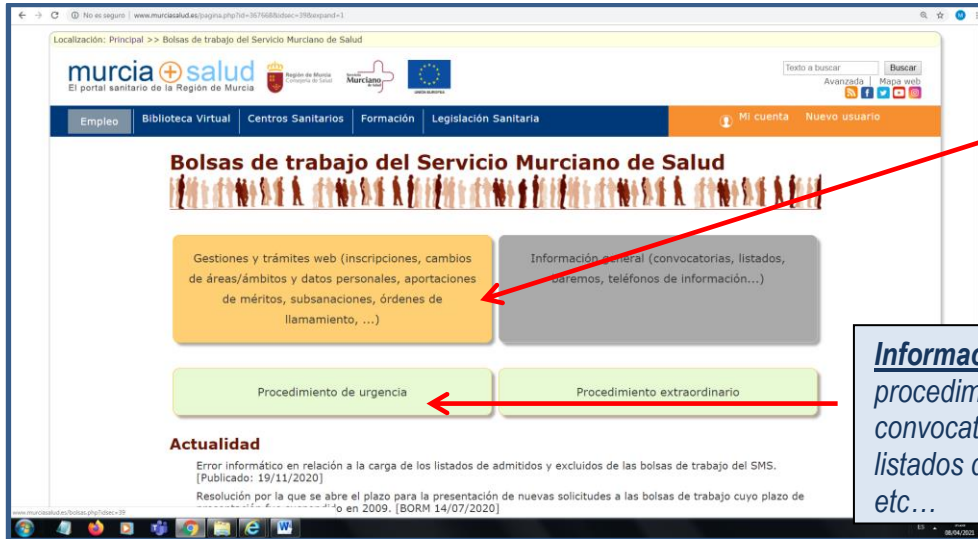 No es seguro | www.murciasalud.es/pagina.php?id=367668&idsec=39&expand=1
Localización: Principal >> Bolsas de trabajo del Servicio Murciano de Salud
murcia salud
El portal sanitario de la Región de Murcia
Región de Murcia
Consejería de Salud
Murciano
UNIÓN EUROPEA
Texto a buscar Buscar
Avanzada | Mapa web
Empleo Biblioteca Virtual Centros Sanitarios Formación Legislación Sanitaria Mi cuenta Nuevo usuario
Bolsas de trabajo del Servicio Murciano de Salud
Gestiones y trámites web (inscripciones, cambios
de áreas/ámbitos y datos personales, aportaciones
de méritos, subsanaciones, órdenes de
llamamiento, ...)
Información general (convocatorias, listados,
baremos, teléfonos de información...)
Procedimiento de urgencia
Procedimiento extraordinario
Informac
procedim
convocat
listados
etc…
Actualidad
Error informático en relación a la carga de los listados de admitidos y excluidos de las bolsas de trabajo del SMS.
[Publicado: 19/11/2020]
Resolución por la que se abre el plazo para la presentación de nuevas solicitudes a las bolsas de trabajo cuyo plazo de
en 2009. [BORM 14/07/2020]
www.murciasalud.es/bolsas.php?idsec=39
ES
08/04/2021